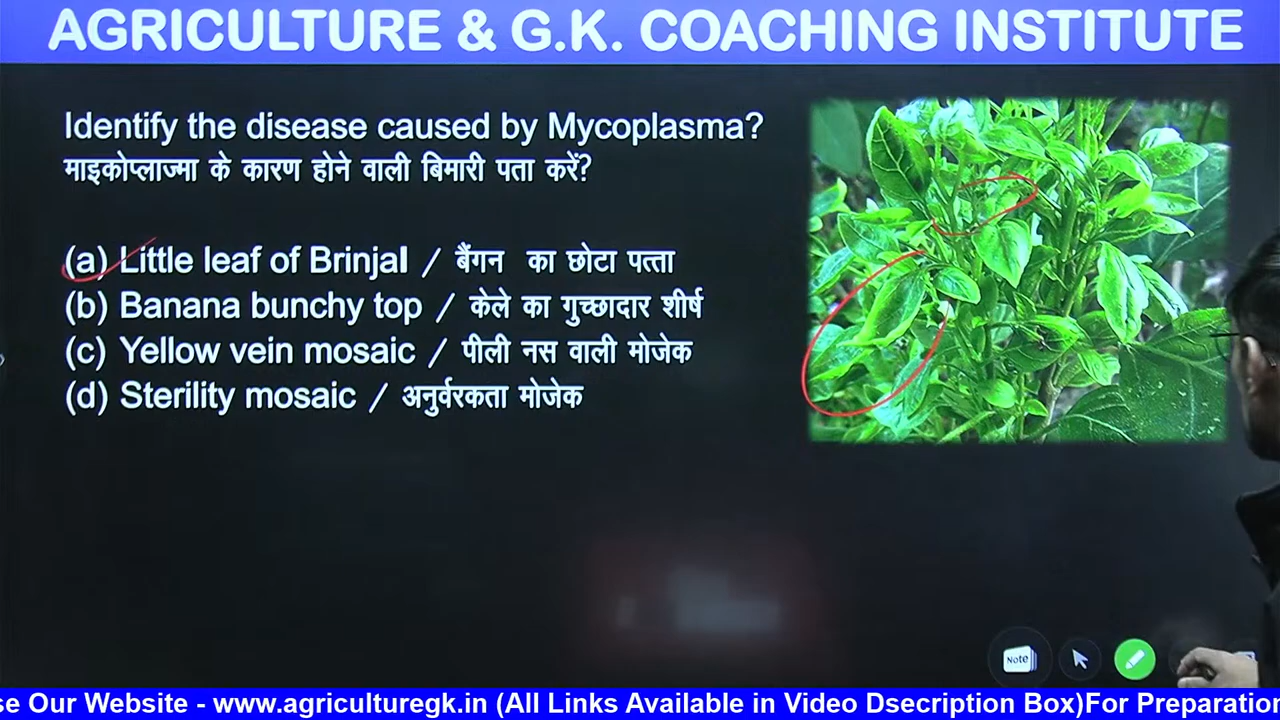 AGRICULTURE & G.K. COACHING INSTITUTE
Identify the disease caused by Mycoplasma?
माइकोप्लाज्मा के कारण होने वाली बिमारी पता करें?
(a) Little leaf of Brinjal / बैंगन का छोटा पत्ता
(b) Banana bunchy top / केले का गुच्छादार शीर्ष
(c) Yellow vein mosaic / पीली नस वाली मोजेक
(d) Sterility mosaic / अनुर्वरकता मोजेक
Note
se Our Website - www.agriculturegk.in (All Links Available in Video Dscription Box)For Preparation